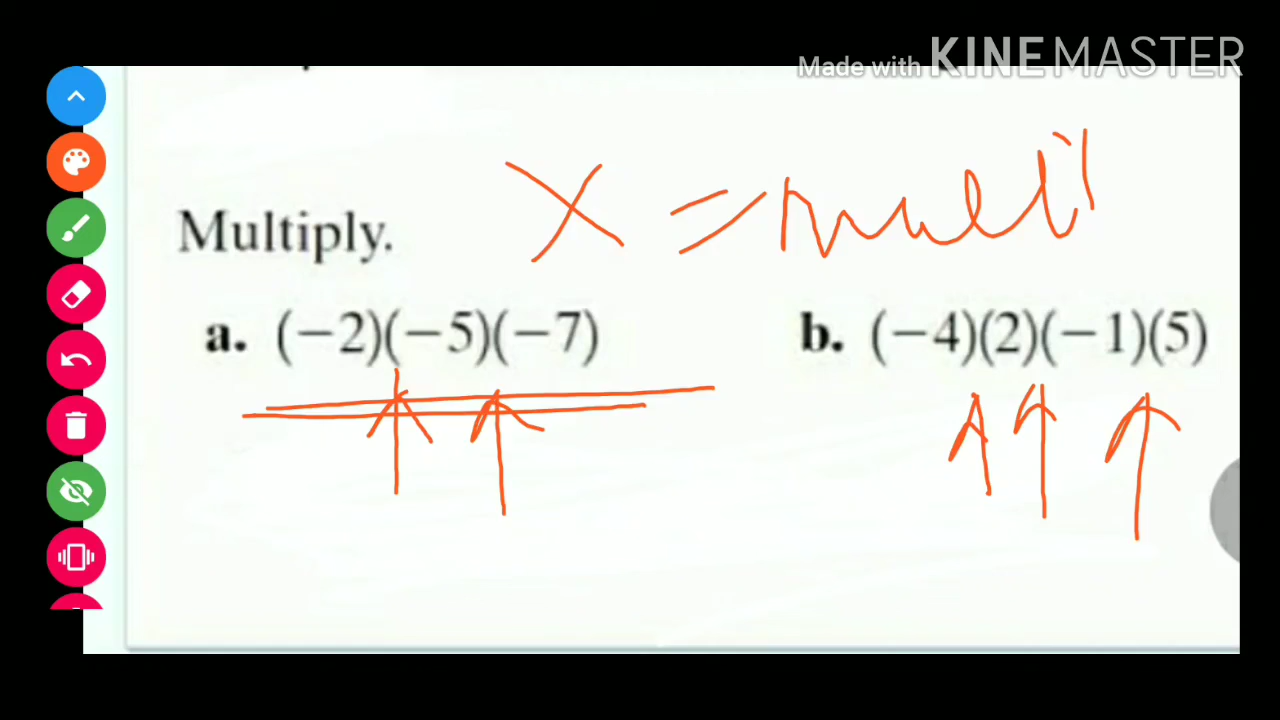 Made with KINEMASTER
Multiply. X = multi
a. (−2)(−5)(−7) b. (−4)(2)(−1)(5)